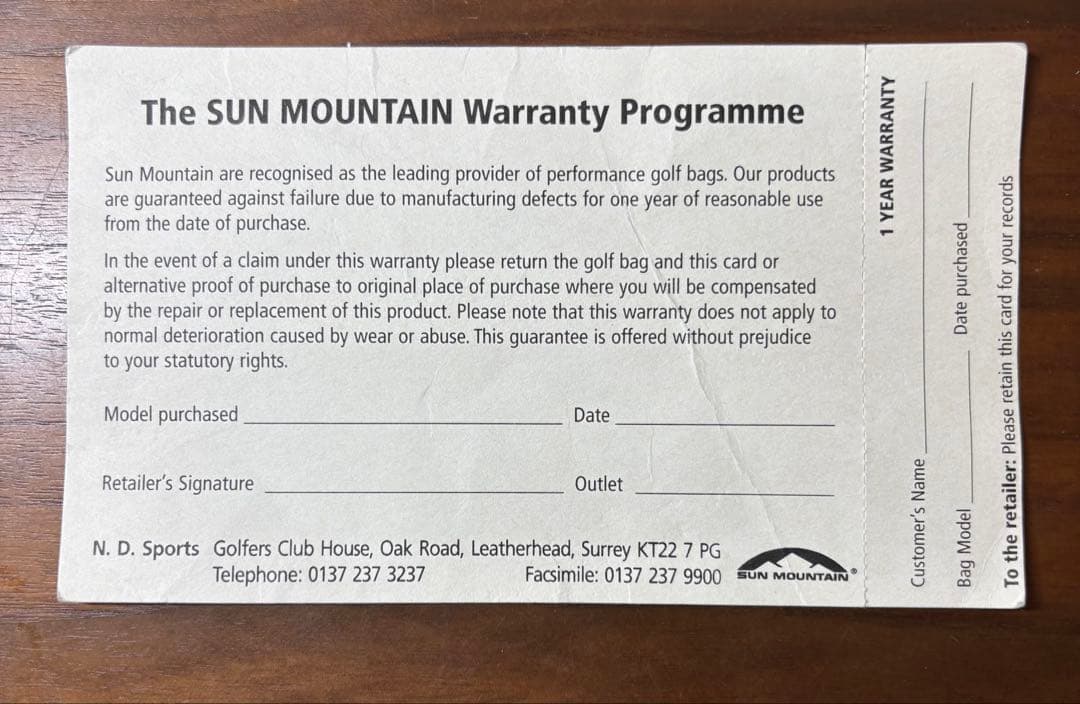 The SUN MOUNTAIN Warranty Programme
Sun Mountain are recognised as the leading provider of performance golf bags. Our products
are guaranteed against failure due to manufacturing defects for one year of reasonable use
from the date of purchase.
In the event of a claim under this warranty please return the golf bag and this card or
alternative proof of purchase to original place of purchase where you will be compensated
by the repair or replacement of this product. Please note that this warranty does not apply to
normal deterioration caused by wear or abuse. This guarantee is offered without prejudice
to your statutory rights.
Model purchased Date
Retailer's Signature Outlet
N. D. Sports Golfers Club House, Oak Road, Leatherhead, Surrey KT22 7 PG
Telephone: 0137 237 3237 Facsimile: 0137 237 9900
SUN MOUNTAIN®
1 YEAR WARRANTY
Customer's Name
Bag Model Date purchased
To the retailer: Please retain this card for your records